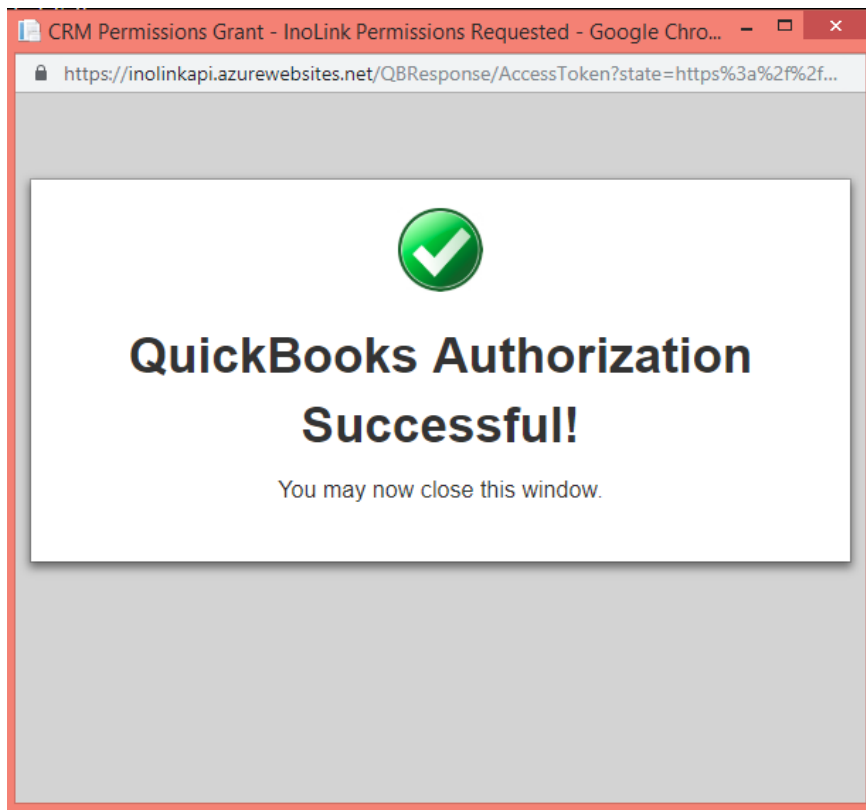 CRM Permissions Grant - InoLink Permissions Requested - Google Chro...
https://inolinkapi.azurewebsites.net/QBResponse/AccessToken?state=https%3a%2f%2f...
QuickBooks Authorization
Successful!
You may now close this window.